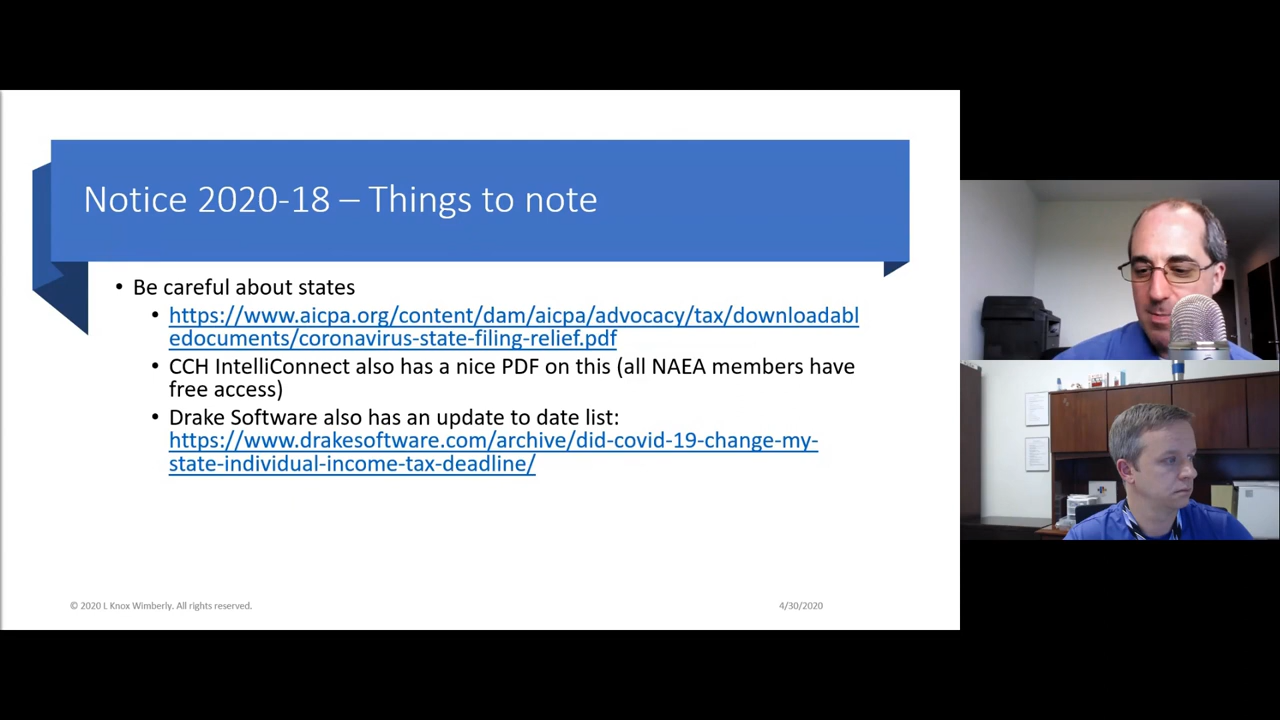 Notice 2020-18 – Things to note
• Be careful about states
• https://www.aicpa.org/content/dam/aicpa/advocacy/tax/downloadabl
edocuments/coronavirus-state-filing-relief.pdf
• CCH IntelliConnect also has a nice PDF on this (all NAEA members have
free access)
• Drake Software also has an update to date list:
https://www.drakesoftware.com/archive/did-covid-19-change-my-
state-individual-income-tax-deadline/
© 2020 L Knox Wimberly. All rights reserved.
4/30/2020